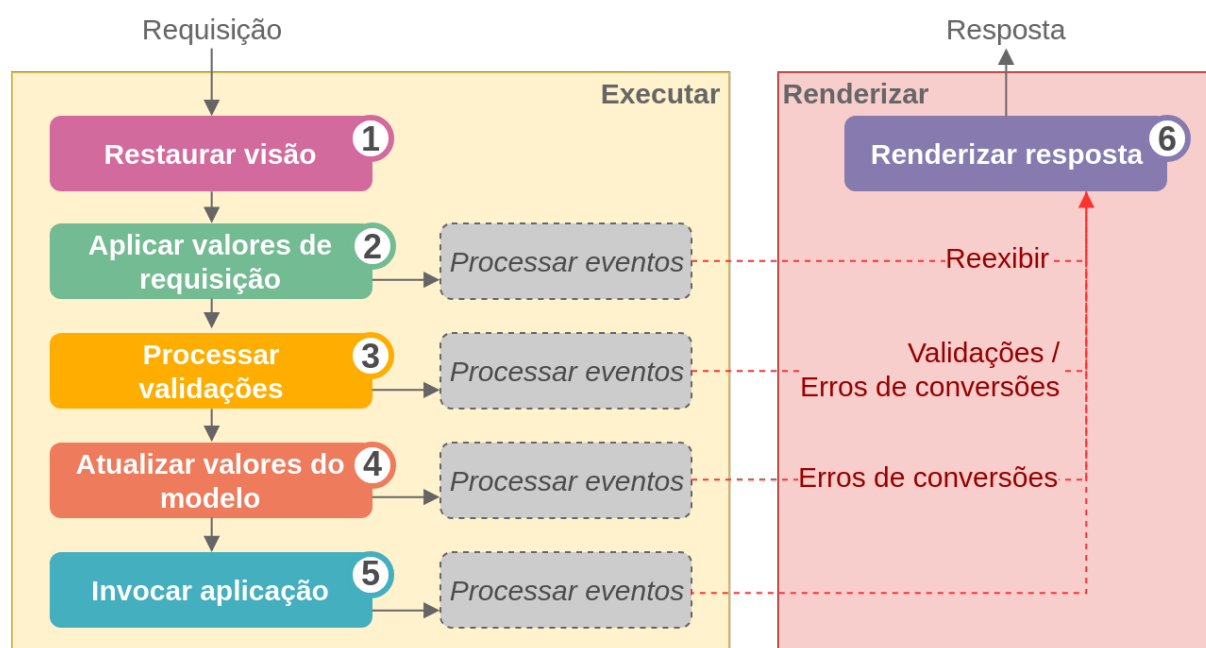 Requisição
Resposta
Executar
Renderizar
Restaurar visão
1
Renderizar resposta
6
Aplicar valores de
requisição
2
Processar eventos
Reexibir
Processar
validações
3
Processar eventos
Validações /
Erros de conversões
Atualizar valores do
modelo
4
Processar eventos
Erros de conversões
Invocar aplicação
5
Processar eventos